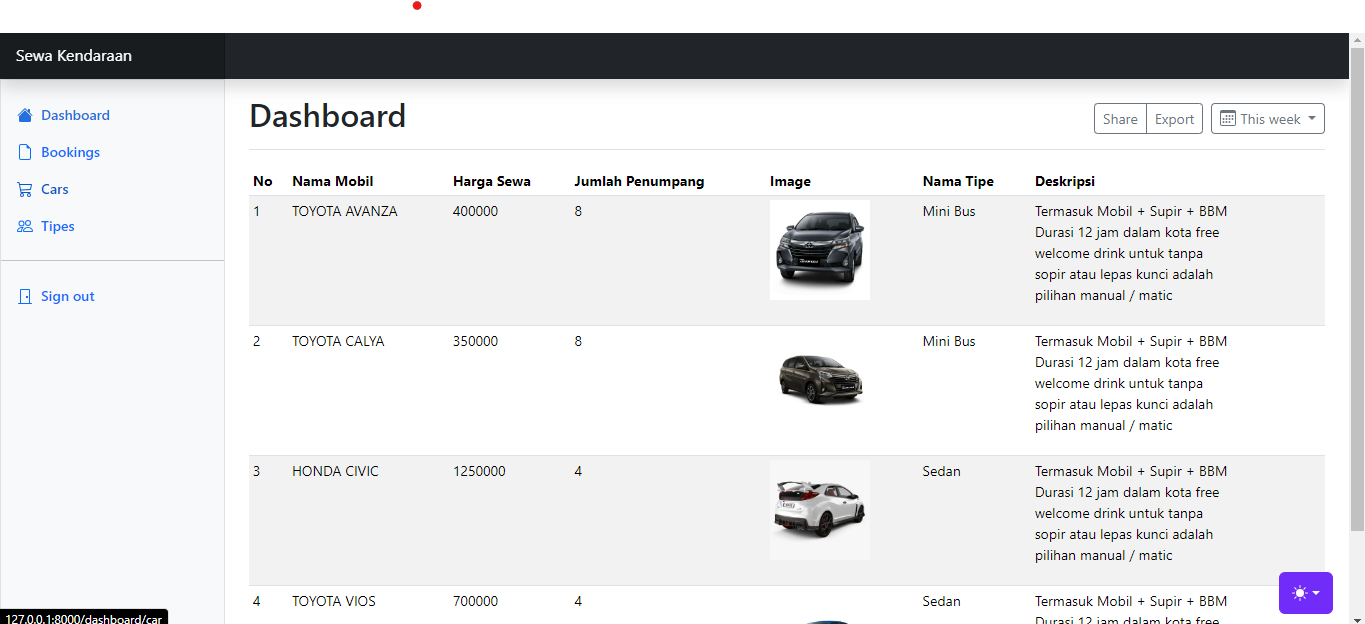 Sewa Kendaraan
Dashboard
Bookings
Cars
Tipes
Sign out
Dashboard
Share
Export
This week
No Nama Mobil Harga Sewa Jumlah Penumpang Image Nama Tipe Deskripsi
1 TOYOTA AVANZA 400000 8 Mini Bus Termasuk Mobil + Supir + BBM
Durasi 12 jam dalam kota free
welcome drink untuk tanpa
sopir atau lepas kunci adalah
pilihan manual / matic
2 TOYOTA CALYA 350000 8 Mini Bus Termasuk Mobil + Supir + BBM
Durasi 12 jam dalam kota free
welcome drink untuk tanpa
sopir atau lepas kunci adalah
pilihan manual / matic
3 HONDA CIVIC 1250000 4 Sedan Termasuk Mobil + Supir + BBM
Durasi 12 jam dalam kota free
welcome drink untuk tanpa
sopir atau lepas kunci adalah
pilihan manual / matic
4 TOYOTA VIOS 700000 4 Sedan Termasuk Mobil + Supir + BBM
Durasi 12 jam dalam kota free
127.0.0.1:8000/dashboard/car